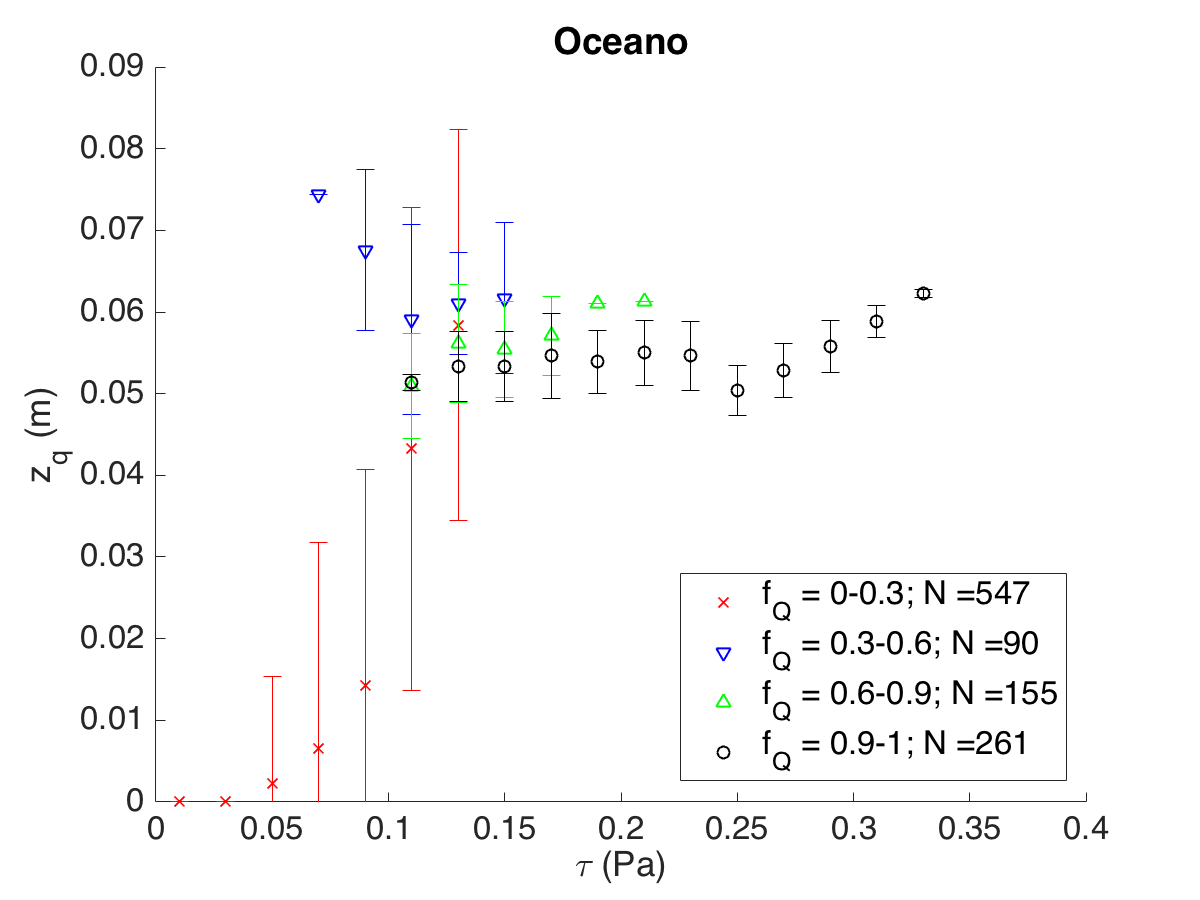 Oceano
0.09
0.08
0.07
0.06
0.05
0.04
0.03
0.02
0.01
0
z_q (m)
0 0.05 0.1 0.15 0.2 0.25 0.3 0.35 0.4
τ (Pa)
f_Q = 0-0.3; N =547
f_Q = 0.3-0.6; N =90
f_Q = 0.6-0.9; N =155
f_Q = 0.9-1; N =261